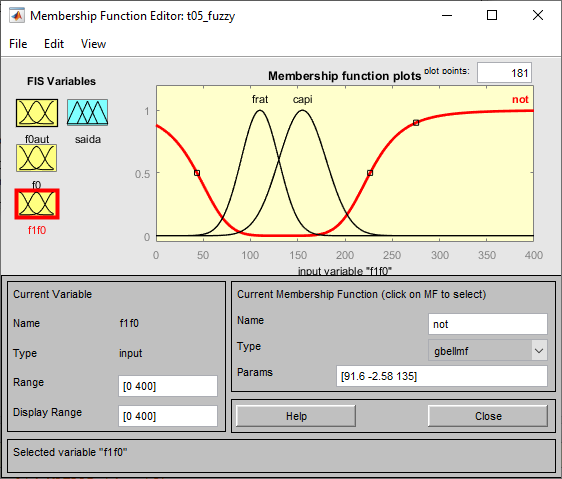 Membership Function Editor: t05_fuzzy
File Edit View
FIS Variables
f0aut
saida
f0
f1f0
Membership function plots
plot points:
181
frat
capi
not
1
0.5
0
0 50 100 150 200 250 300 350 400
input variable "f1f0"
Current Variable
Name f1f0
Type input
Range [0 400]
Display Range [0 400]
Current Membership Function (click on MF to select)
Name not
Type gbellmf
Params [91.6 -2.58 135]
Help Close
Selected variable "f1f0"